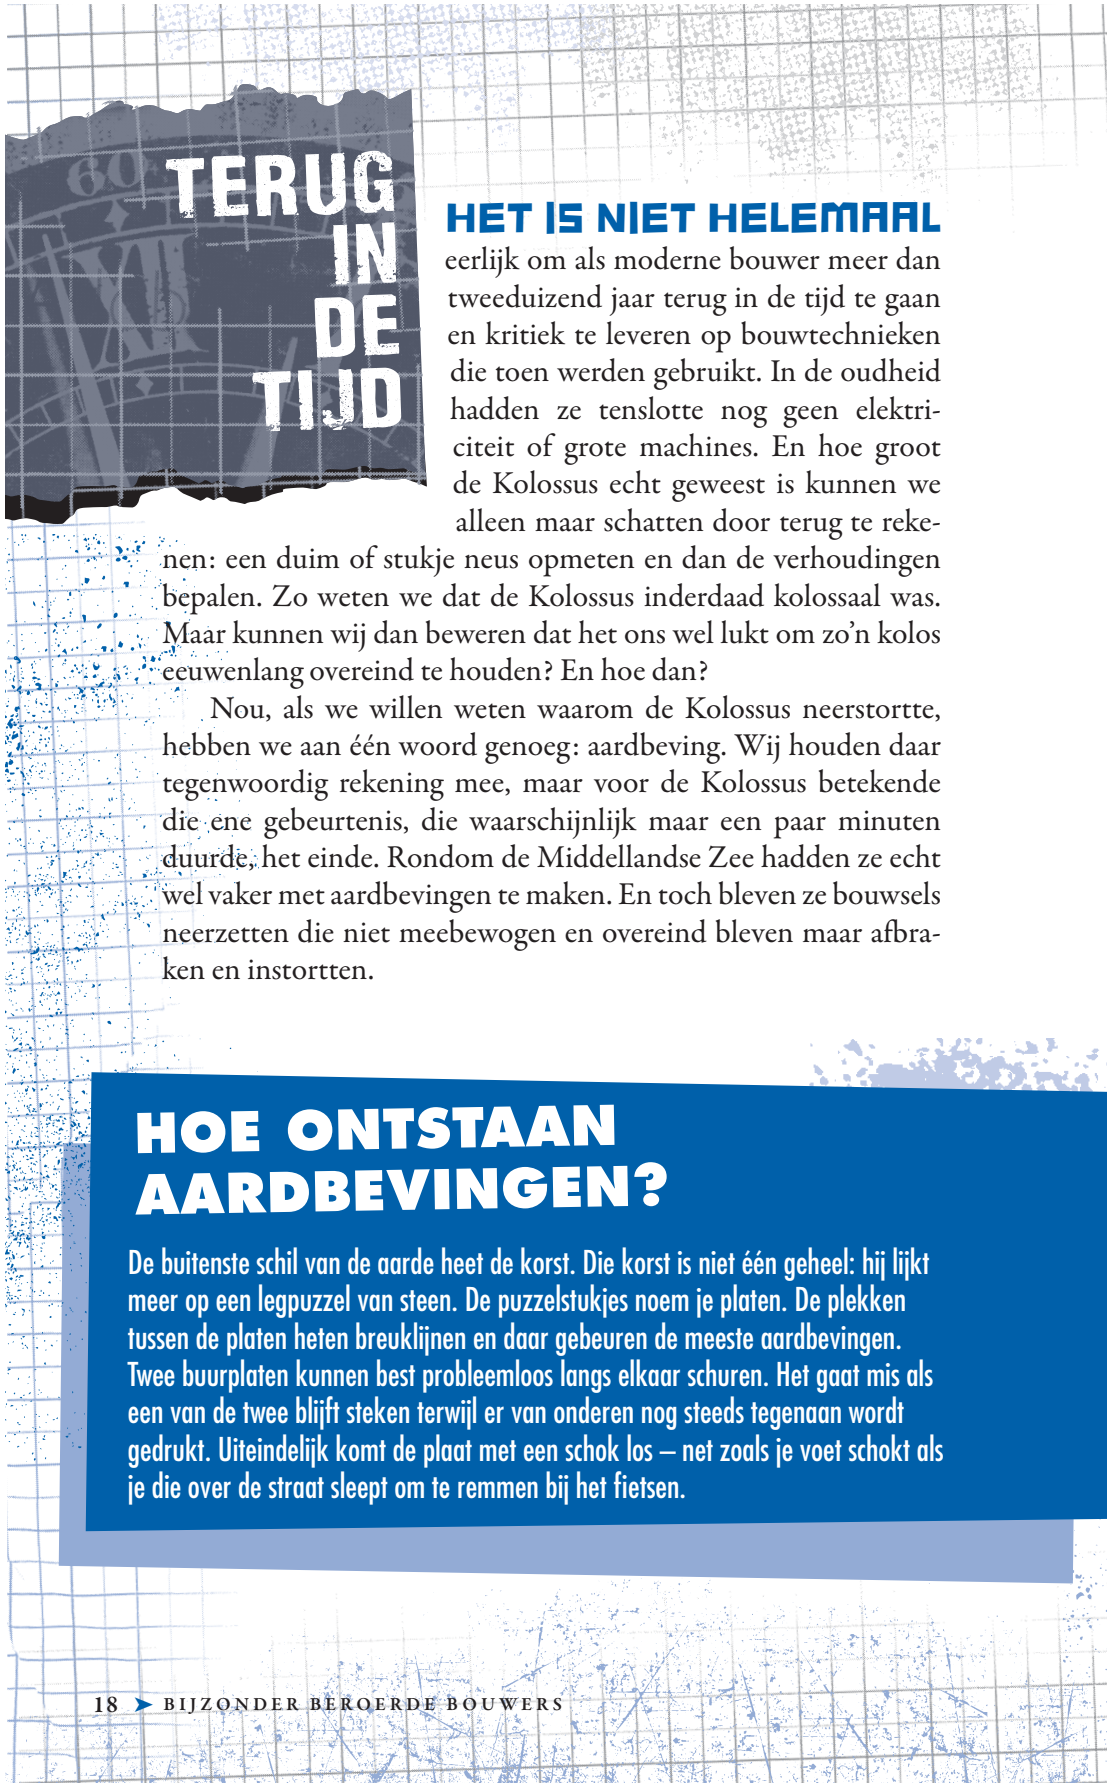 TERUG
IN
DE
TIJD
HET IS NIET HELEMAAL
eerlijk om als moderne bouwer meer dan
tweeduizend jaar terug in de tijd te gaan
en kritiek te leveren op bouwtechnieken
die toen werden gebruikt. In de oudheid
hadden ze tenslotte nog geen elektri-
citeit of grote machines. En hoe groot
de Kolossus echt geweest is kunnen we
alleen maar schatten door terug te reke-
nen: een duim of stukje neus opmeten en dan de verhoudingen
bepalen. Zo weten we dat de Kolossus inderdaad kolossaal was.
Maar kunnen wij dan beweren dat het ons wel lukt om zo’n kolos
eeuwenlang overeind te houden? En hoe dan?
Nou, als we willen weten waarom de Kolossus neerstortte,
hebben we aan één woord genoeg: aardbeving. Wij houden daar
tegenwoordig rekening mee, maar voor de Kolossus betekende
die ene gebeurtenis, die waarschijnlijk maar een paar minuten
duurde, het einde. Rondom de Middellandse Zee hadden ze echt
wel vaker met aardbevingen te maken. En toch bleven ze bouwsels
neerzetten die niet meebewogen en overeind bleven maar afbra-
ken en instortten.
HOE ONTSTAAN
AARDBEVINGEN?
De buitenste schil van de aarde heet de korst. Die korst is niet één geheel: hij lijkt
meer op een legpuzzel van steen. De puzzelstukjes noem je platen. De plekken
tussen de platen heten breuklijnen en daar gebeuren de meeste aardbevingen.
Twee buurplaten kunnen best probleemloos langs elkaar schuren. Het gaat mis als
een van de twee blijft steken terwijl er van onderen nog steeds tegenaan wordt
gedrukt. Uiteindelijk komt de plaat met een schok los – net zoals je voet schokt als
je die over de straat sleept om te remmen bij het fietsen.
18 ➤ BIJZONDER BEROERDE BOUWERS
60
XII